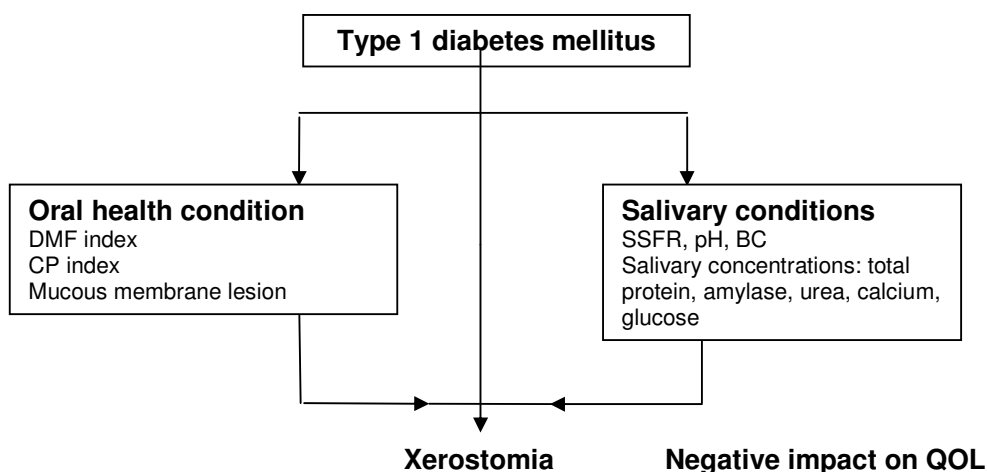 Type 1 diabetes mellitus
Oral health condition
DMF index
CP index
Mucous membrane lesion
Salivary conditions
SSFR, pH, BC
Salivary concentrations: total
protein, amylase, urea, calcium,
glucose
Xerostomia
Negative impact on QOL